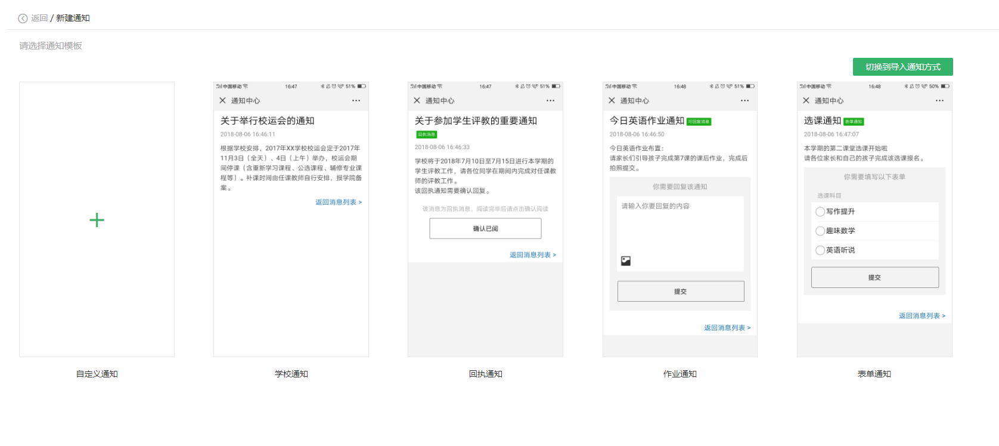 返回 / 新建通知
请选择通知模板
切换到导入通知方式
中国移动 16:47 51%
通知中心
关于举行校运会的通知
2018-08-06 16:46:11
根据学校安排，2017年XX学校校运会定于2017年
11月3日（全天）、4日（上午）举办，校运会期
间停课（含重新学习课程、公选课程、辅修专业课
程等）。补课时间由任课教师自行安排，报学院备
案。
返回消息列表 >
学校通知
中国移动 16:47 51%
通知中心
关于参加学生评教的重要通知
回执消息
2018-08-06 16:46:33
学校将于2018年7月10日至7月15日进行本学期的
学生评教工作，请各位同学在期间内完成对任课教
师的评教工作。
该回执通知需要确认回复。
该消息为回执消息，阅读完毕后请点击确认阅读
确认已阅
返回消息列表 >
回执通知
中国移动 16:48 51%
通知中心
今日英语作业通知 可回复消息
2018-08-06 16:46:50
今日英语作业布置：
请家长们引导孩子完成第7课的课后作业，完成后
拍照提交。
你需要回复该通知
请输入你要回复的内容
提交
返回消息列表 >
作业通知
中国移动 16:48 50%
通知中心
选课通知 表单通知
2018-08-06 16:47:07
本学期的第二课堂选课开始啦
请各位家长和自己的孩子完成该选课报名。
你需要填写以下表单
选课科目
写作提升
趣味数学
英语听说
提交
返回消息列表 >
表单通知
自定义通知